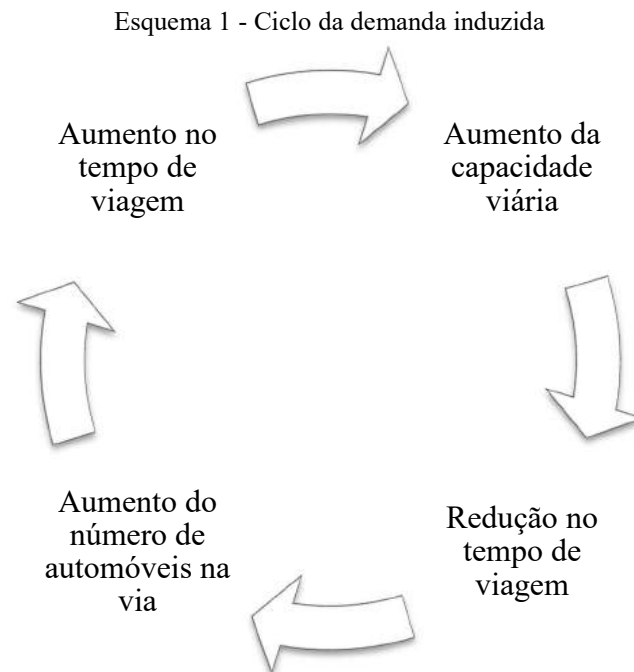 Esquema 1 - Ciclo da demanda induzida
Aumento no
tempo de
viagem
Aumento da
capacidade
viária
Redução no
tempo de
viagem
Aumento do
número de
automóveis na
via